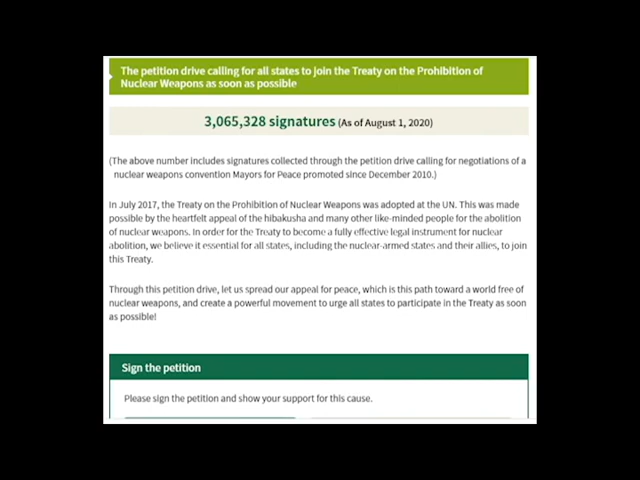 The petition drive calling for all states to join the Treaty on the Prohibition of
Nuclear Weapons as soon as possible
3,065,328 signatures (As of August 1, 2020)
(The above number includes signatures collected through the petition drive calling for negotiations of a
nuclear weapons convention Mayors for Peace promoted since December 2010.)
In July 2017, the Treaty on the Prohibition of Nuclear Weapons was adopted at the UN. This was made
possible by the heartfelt appeal of the hibakusha and many other like-minded people for the abolition
of nuclear weapons. In order for the Treaty to become a fully effective legal instrument for nuclear
abolition, we believe it essential for all states, including the nuclear-armed states and their allies, to join
this Treaty.
Through this petition drive, let us spread our appeal for peace, which is this path toward a world free of
nuclear weapons, and create a powerful movement to urge all states to participate in the Treaty as soon
as possible!
Sign the petition
Please sign the petition and show your support for this cause.